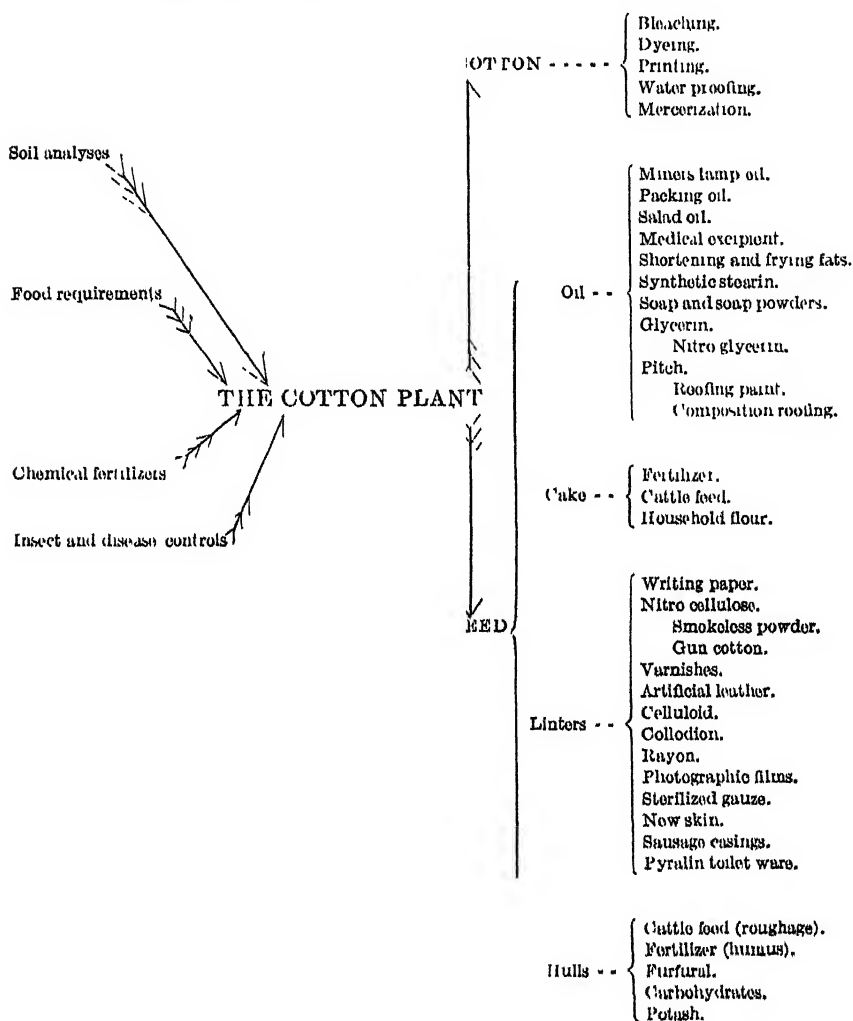 Soil analyses
Food requirements
THE COTTON PLANT
Chemical fertilizers
Insect and disease controls
OTTON
Bleaching.
Dyeing.
Printing.
Water proofing.
Mercerization.
EED
Oil
Miners lamp oil.
Packing oil.
Salad oil.
Medical excipient.
Shortening and frying fats.
Synthetic stearin.
Soap and soap powders.
Glycerin.
Nitro glycerin.
Pitch.
Roofing paint.
Composition roofing.
Cake
Fertilizer.
Cattle feed.
Household flour.
Linters
Writing paper.
Nitro cellulose.
Smokeless powder.
Gun cotton.
Varnishes.
Artificial leather.
Celluloid.
Collodion.
Rayon.
Photographic films.
Sterilized gauze.
New skin.
Sausage casings.
Pyralin toilet ware.
Hulls
Cattle food (roughage).
Fertilizer (humus).
Furfural.
Carbohydrates.
Potash.